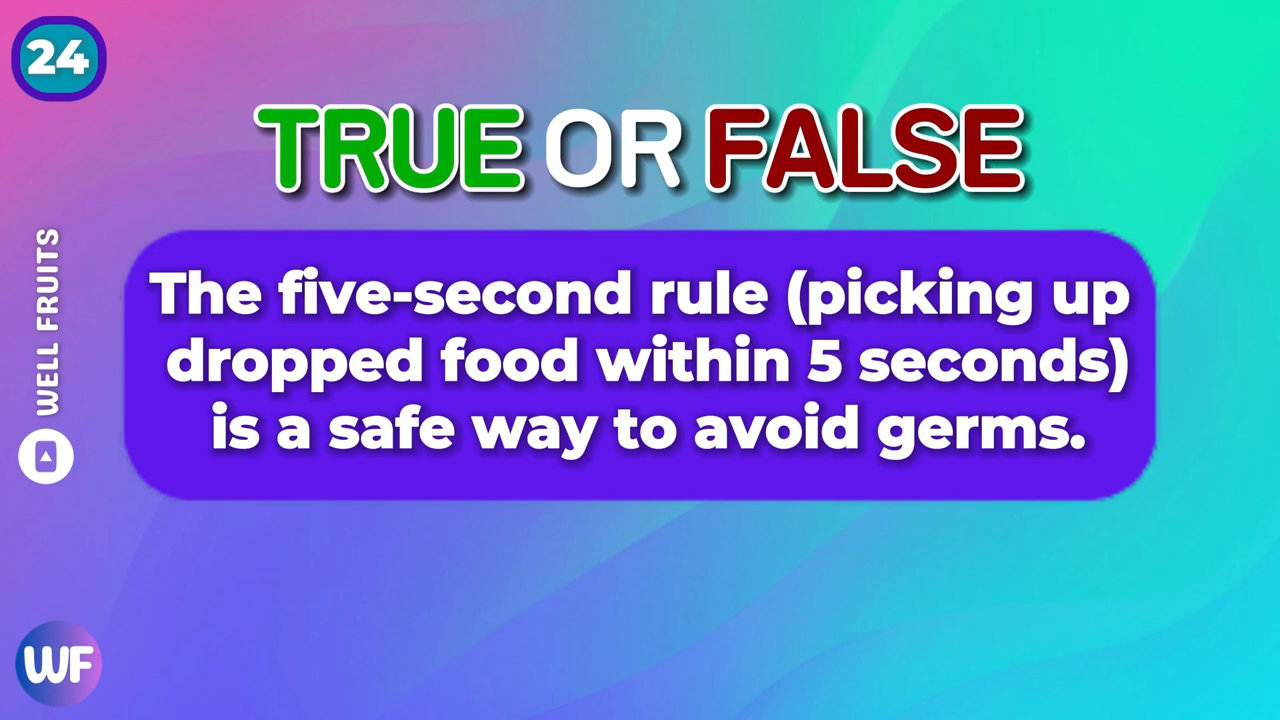 24
TRUE OR FALSE
The five-second rule (picking up
dropped food within 5 seconds)
is a safe way to avoid germs.
WELL FRUITS
WF